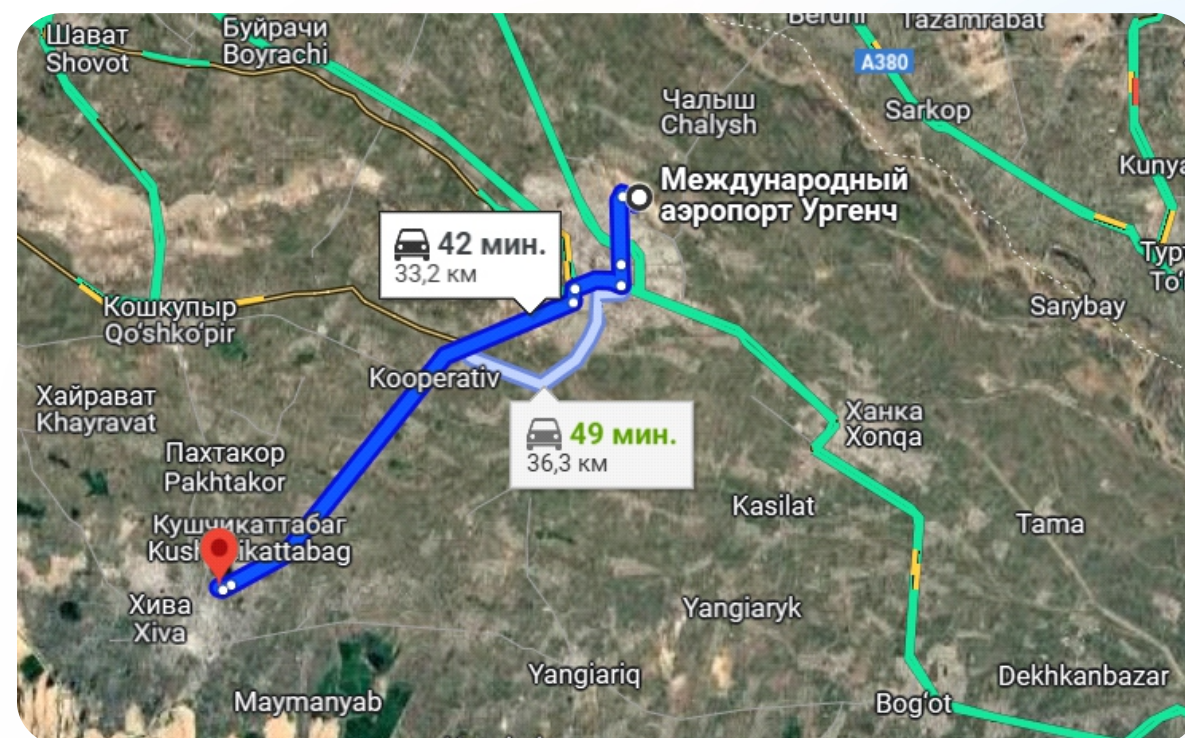 Шават
Shovot
Буйрачи
Boyrachi
Beruni
Tazamrabat
A380
Чалыш
Chalysh
Sarkop
Международный
аэропорт Ургенч
42 мин.
33,2 км
Кошкупыр
Qo‘shko‘pir
Sarybay
Kooperativ
Хайрават
Khayravat
49 мин.
36,3 км
Ханка
Xonqa
Пахтакор
Pakhtakor
Kasilat
Tama
Кушчикаттабаг
Хива
Xiva
Yangiaryk
Yangiariq
Dekhkanbazar
Maymanyab
Bog‘ot